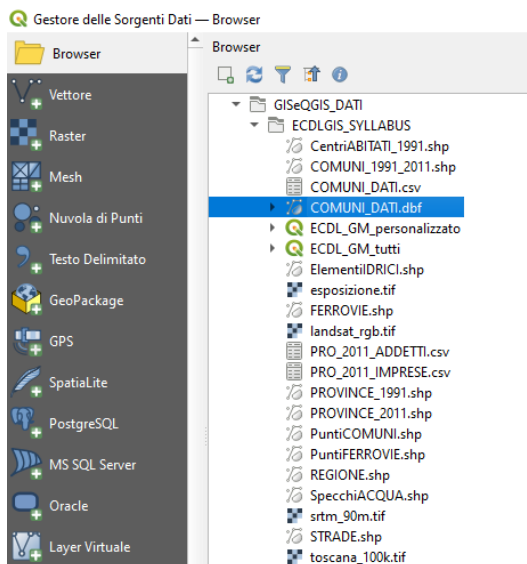 Gestore delle Sorgenti Dati — Browser
Browser
Vettore
Raster
Mesh
Nuvola di Punti
Testo Delimitato
GeoPackage
GPS
SpatiaLite
PostgreSQL
MS SQL Server
Oracle
Layer Virtuale
Browser
GISeQGIS_DATI
ECDLGIS_SYLLABUS
CentriABITATI_1991.shp
COMUNI_1991_2011.shp
COMUNI_DATI.csv
COMUNI_DATI.dbf
ECDL_GM_personalizzato
ECDL_GM_tutti
ElementiIDRICI.shp
esposizione.tif
FERROVIE.shp
landsat_rgb.tif
PRO_2011_ADDETTI.csv
PRO_2011_IMPRESE.csv
PROVINCE_1991.shp
PROVINCE_2011.shp
PuntiCOMUNI.shp
PuntiFERROVIE.shp
REGIONE.shp
SpecchiACQUA.shp
srtm_90m.tif
STRADE.shp
toscana_100k.tif